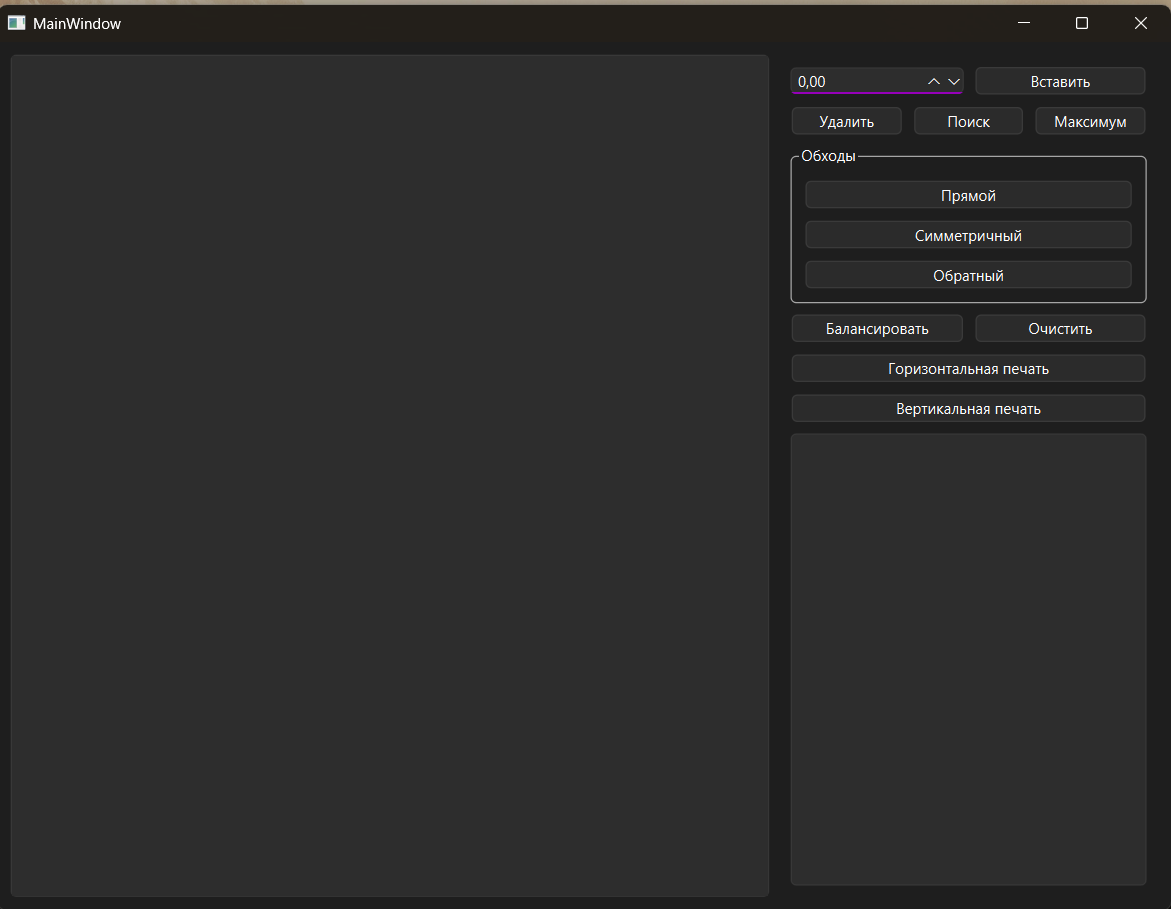 MainWindow
0,00 Вставить
Удалить Поиск Максимум
Обходы
Прямой
Симметричный
Обратный
Балансировать Очистить
Горизонтальная печать
Вертикальная печать